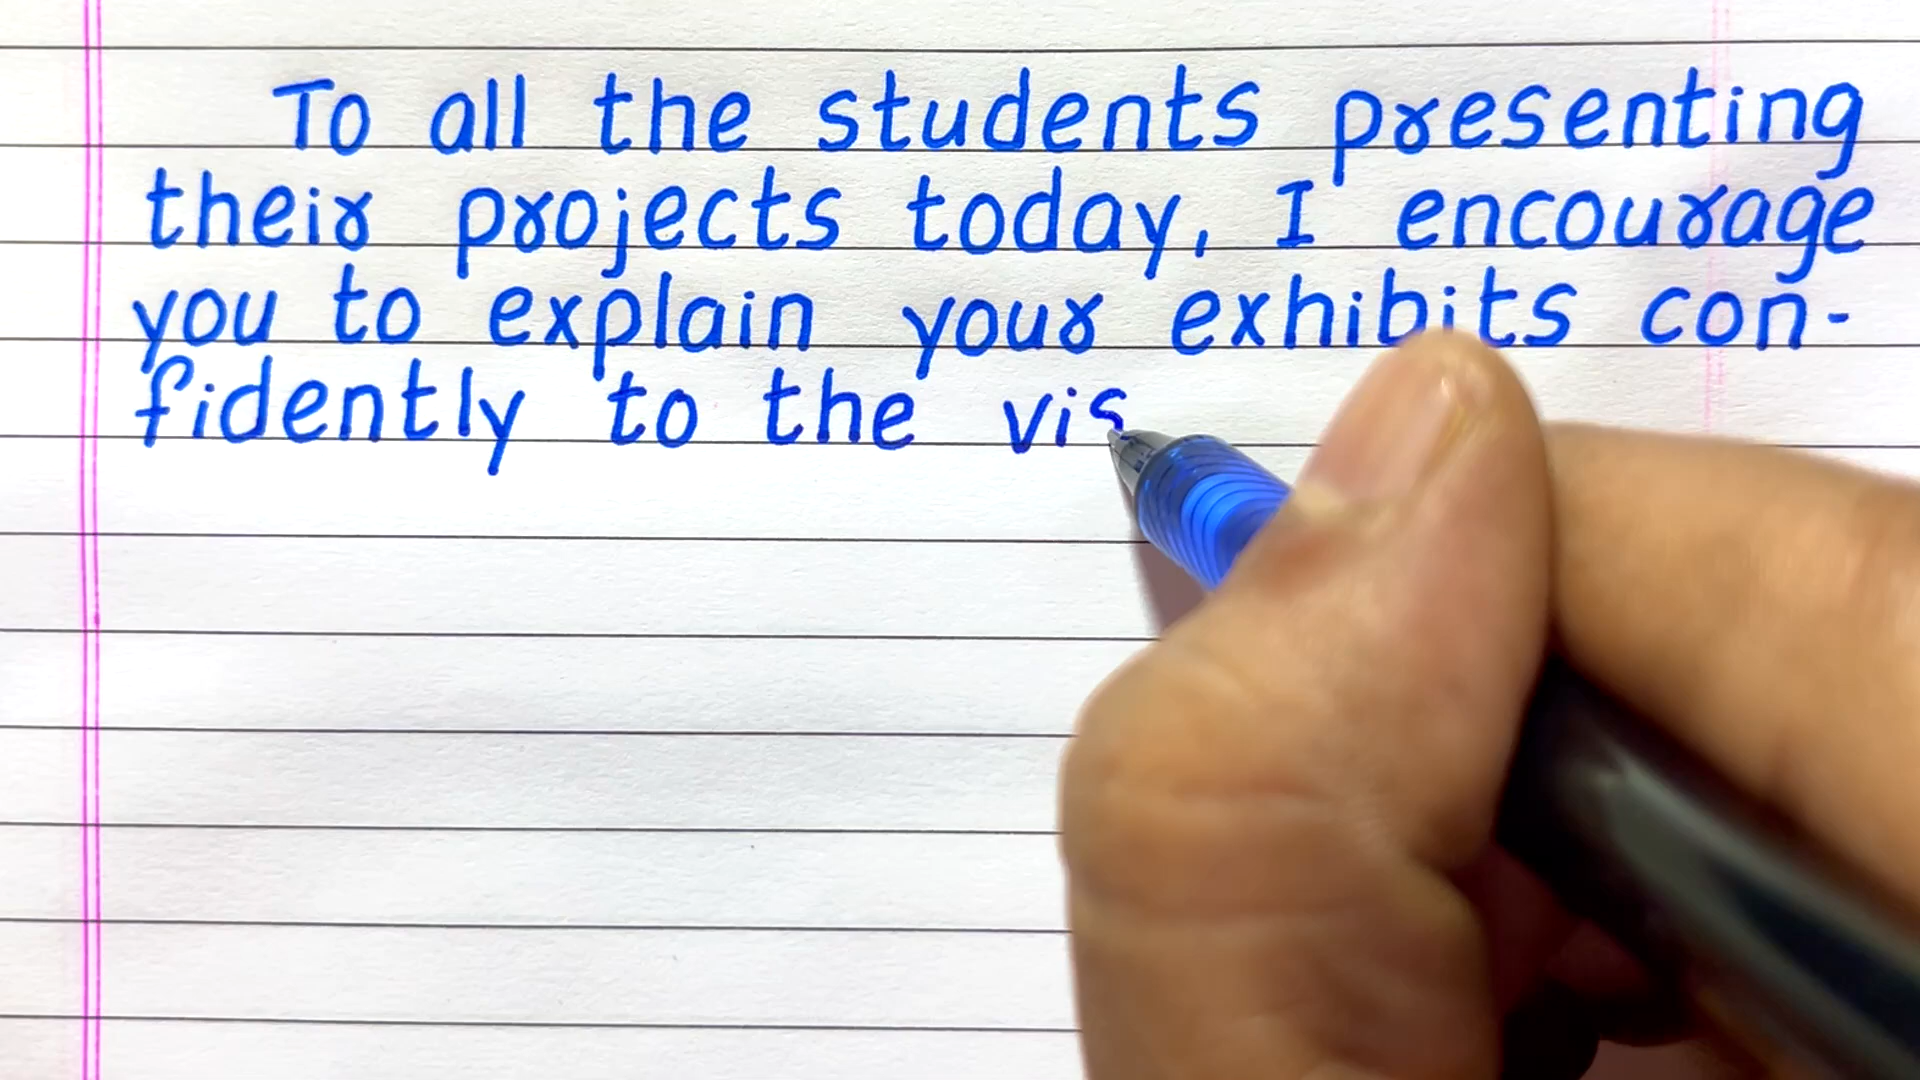 To all the students presenting
their projects today, I encourage
you to explain your exhibits con-
fidently to the vis